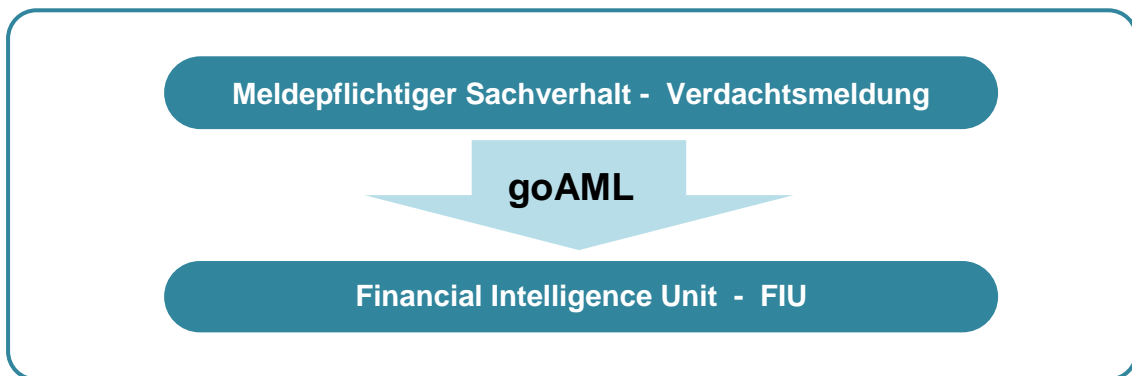 Meldepflichtiger Sachverhalt - Verdachtsmeldung
goAML
Financial Intelligence Unit - FIU